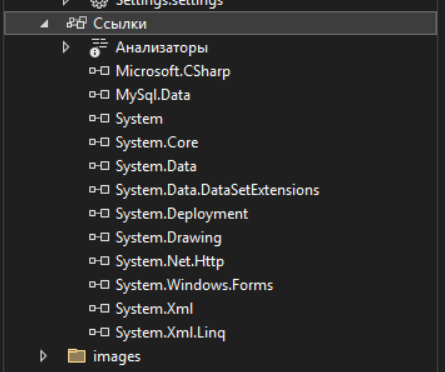 Settings.settings
Ссылки
Анализаторы
Microsoft.CSharp
MySql.Data
System
System.Core
System.Data
System.Data.DataSetExtensions
System.Deployment
System.Drawing
System.Net.Http
System.Windows.Forms
System.Xml
System.Xml.Linq
images